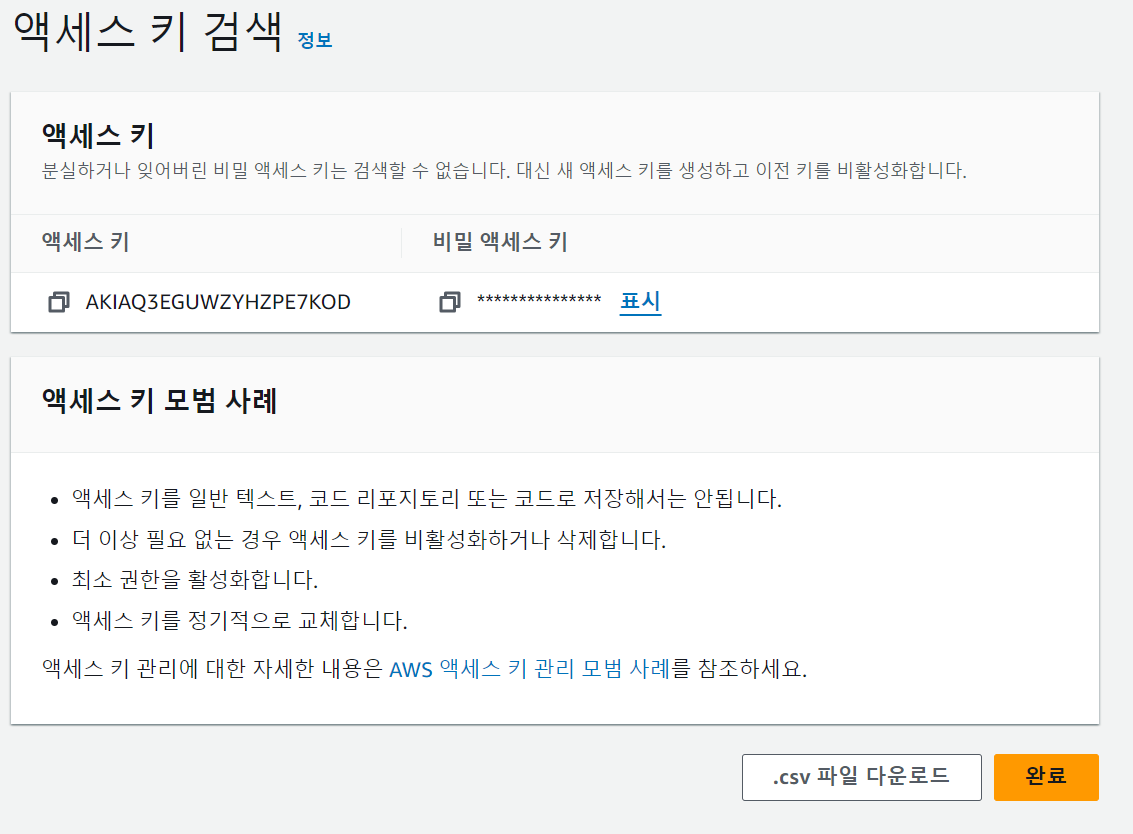 액세스 키 검색 정보
액세스 키
분실하거나 잊어버린 비밀 액세스 키는 검색할 수 없습니다. 대신 새 액세스 키를 생성하고 이전 키를 비활성화합니다.
액세스 키 비밀 액세스 키
AKIAQ3EGUWZYHZPE7KOD *************** 표시
액세스 키 모범 사례
• 액세스 키를 일반 텍스트, 코드 리포지토리 또는 코드로 저장해서는 안됩니다.
• 더 이상 필요 없는 경우 액세스 키를 비활성화하거나 삭제합니다.
• 최소 권한을 활성화합니다.
• 액세스 키를 정기적으로 교체합니다.
액세스 키 관리에 대한 자세한 내용은 AWS 액세스 키 관리 모범 사례를 참조하세요.
.csv 파일 다운로드 완료